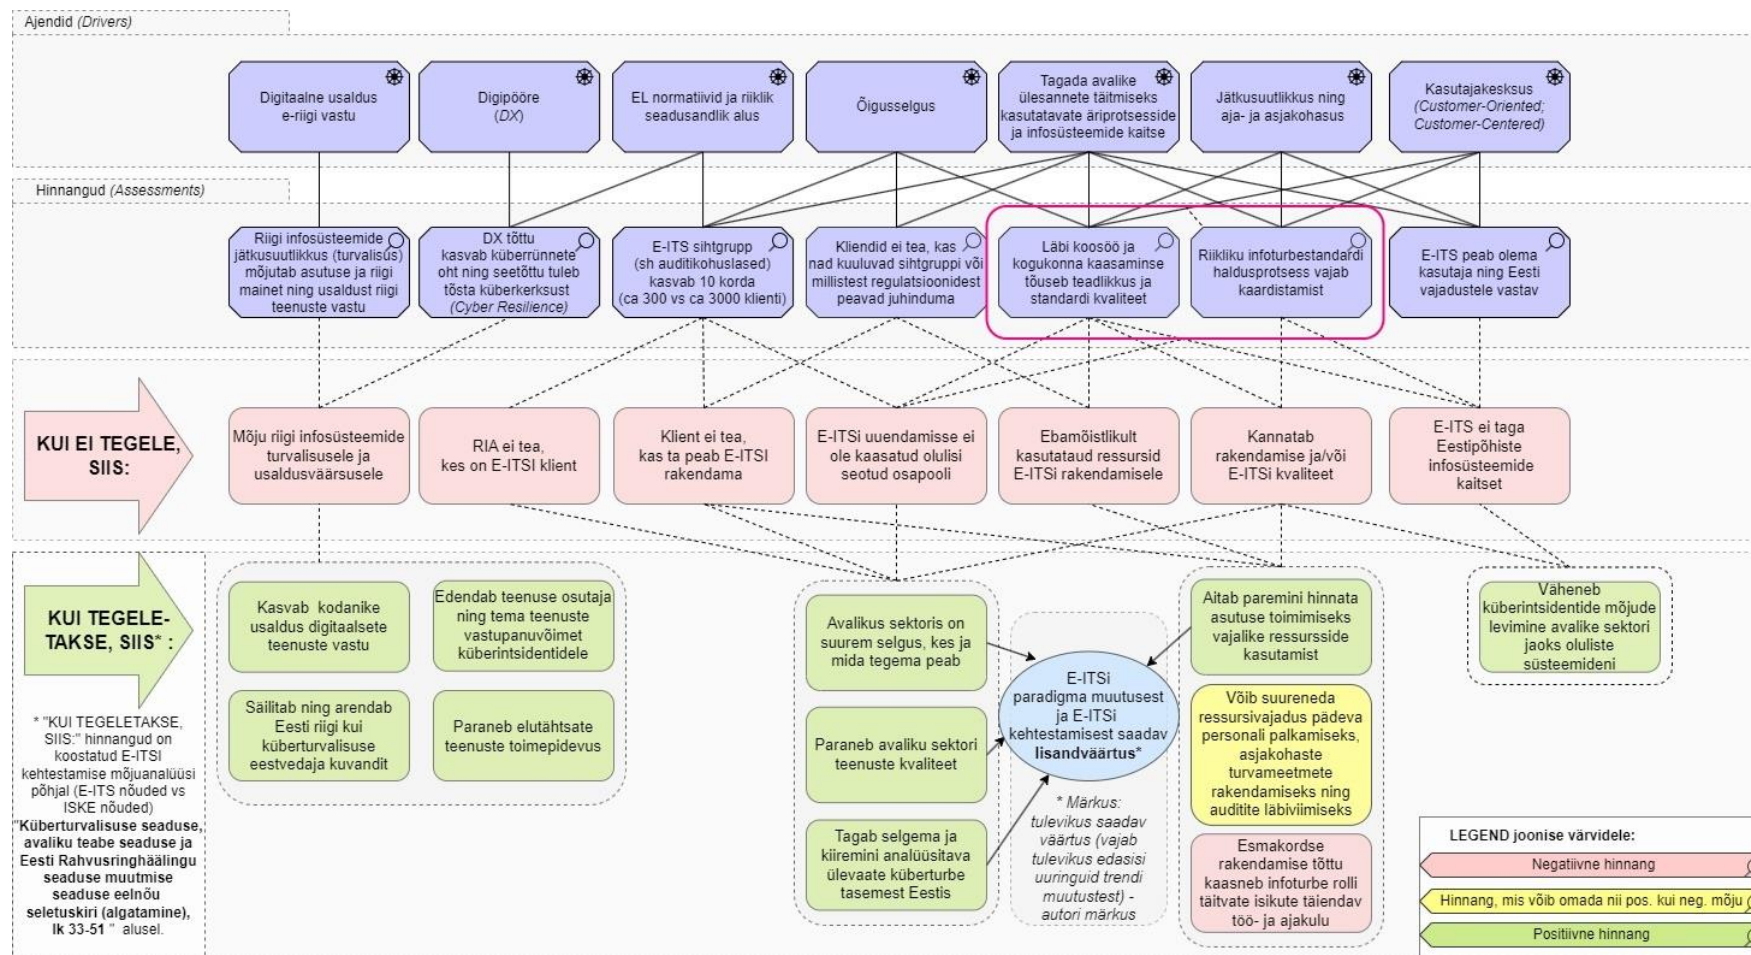 Ajendid (Drivers)
Digitaalne usaldus
e-riigi vastu
Digipööre
(DX)
EL normatiivid ja riiklik
seadusandlik alus
Õigusselgus
Tagada avalike
ülesannete täitmiseks
kasutatavate äriprotsesside
ja infosüsteemide kaitse
Jätkusuutlikkus ning
aja- ja asjakohasus
Kasutajakesksus
(Customer-Oriented;
Customer-Centered)
Hinnangud (Assessments)
Riigi infosüsteemide
jätkusuutlikkus (turvalisus)
mõjutab asutuse ja riigi
mainet ning usaldust riigi
teenuste vastu
DX tõttu
kasvab küberrünnete
oht ning seetõttu tuleb
tõsta küberkerksust
(Cyber Resilience)
E-ITS sihtgrupp
(sh auditikohuslased)
kasvab 10 korda
(ca 300 vs ca 3000 klienti)
Kliendid ei tea, kas
nad kuuluvad sihtgruppi või
millistest regulatsioonidest
peavad juhinduma
Läbi koosöö ja
kogukonna kaasaminse
tõuseb teadlikkus ja
standardi kvaliteet
Riikliku infoturbestandardi
haldusprotsess vajab
kaardistamist
E-ITS peab olema
kasutaja ning Eesti
vajadustele vastav
KUI EI TEGELE,
SIIS:
Mõju riigi infosüsteemide
turvalisusele ja
usaldusväärsusele
RIA ei tea,
kes on E-ITSI klient
Klient ei tea,
kas ta peab E-ITSI
rakendama
E-ITSi uuendamisse ei
ole kaasatud olulisi
seotud osapooli
Ebamõistlikult
kasutataud ressursid
E-ITSi rakendamisele
Kannatab
rakendamise ja/või
E-ITSi kvaliteet
E-ITS ei taga
Eestipõhiste
infosüsteemide
kaitset
KUI TEGELE-
TAKSE, SIIS* :
* "KUI TEGELETAKSE,
SIIS:" hinnangud on
koostatud E-ITSI
kehtestamise mõjuanalüüsi
põhjal (E-ITS nõuded vs
ISKE nõuded)
"Küberturvalisuse seaduse,
avaliku teabe seaduse ja
Eesti Rahvusringhäälingu
seaduse muutmise
seaduse eelnõu
seletuskiri (algatamine),
lk 33-51 " alusel.
Kasvab kodanike
usaldus digitaalsete
teenuste vastu
Edendab teenuse osutaja
ning tema teenuste
vastupanuvõimet
küberintsidentidele
Säilitab ning arendab
Eesti riigi kui
küberturvalisuse
eestvedaja kuvandit
Paraneb elutähtsate
teenuste toimepidevus
Avalikus sektoris on
suurem selgus, kes ja
mida tegema peab
Paraneb avaliku sektori
teenuste kvaliteet
Tagab selgema ja
kiiremini analüüsitava
ülevaate küberturbe
tasemest Eestis
E-ITSi
paradigma muutusest
ja E-ITSi
kehtestamisest saadav
lisandväärtus*
* Märkus:
tulevikus saadav
väärtus (vajab
tulevikus edasisi
uuringuid trendi
muutustest) -
autori märkus
Aitab paremini hinnata
asutuse toimimiseks
vajalike ressursside
kasutamist
Võib suureneda
ressursivajadus pädeva
personali palkamiseks,
asjakohaste
turvameetmete
rakendamiseks ning
auditite läbiviimiseks
Esmakordse
rakendamise tõttu
kaasneb infoturbe rolli
täitvate isikute täiendav
töö- ja ajakulu
Väheneb
küberintsidentide mõjude
levimine avalike sektori
jaoks oluliste
süsteemideni
LEGEND joonise värvidele:
Negatiivne hinnang
Hinnang, mis võib omada nii pos. kui neg. mõju
Positiivne hinnang